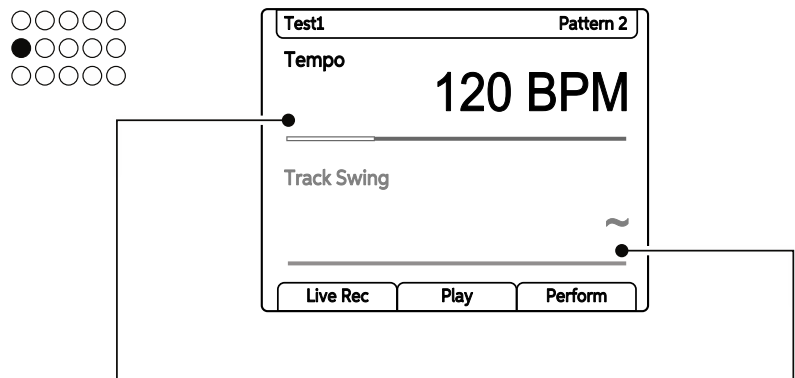 Test1 Pattern 2
Tempo
120 BPM
Track Swing
~
Live Rec Play Perform